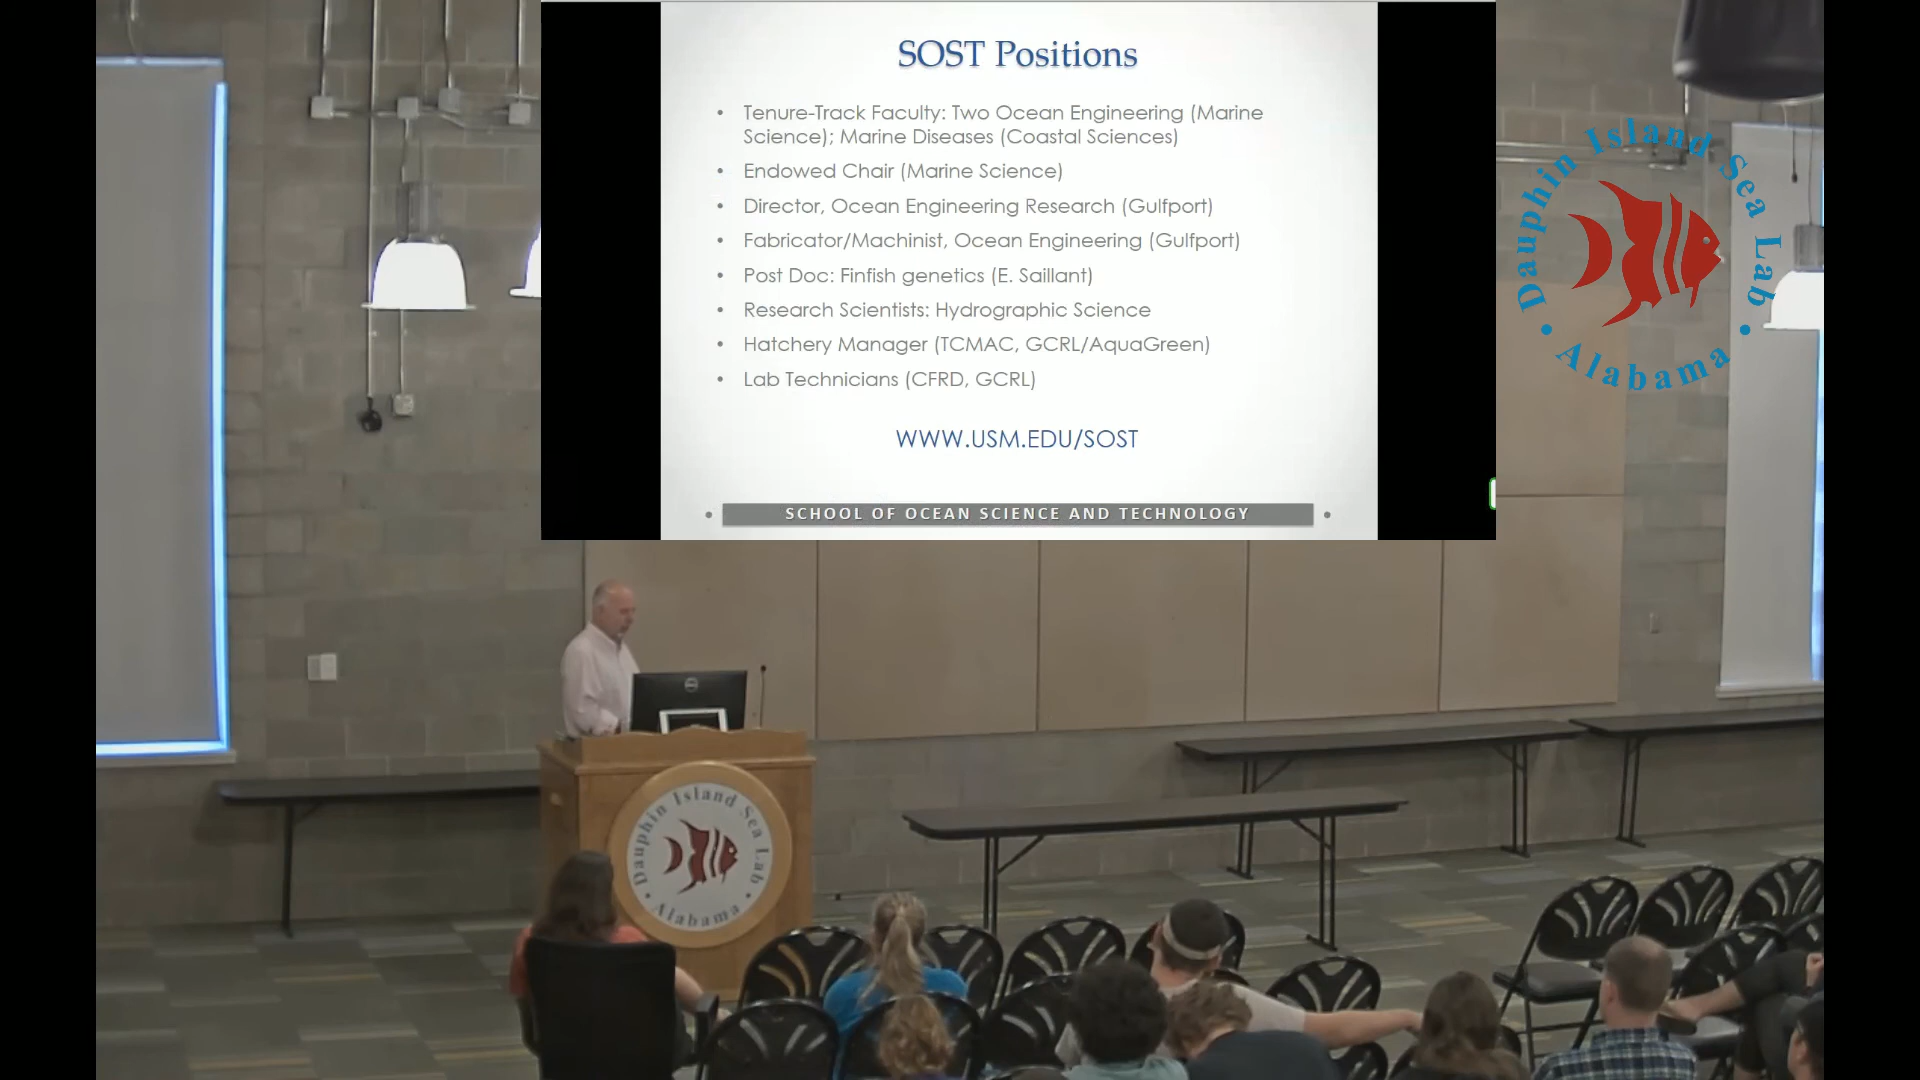 SOST Positions
• Tenure-Track Faculty: Two Ocean Engineering (Marine
Science); Marine Diseases (Coastal Sciences)
• Endowed Chair (Marine Science)
• Director, Ocean Engineering Research (Gulfport)
• Fabricator/Machinist, Ocean Engineering (Gulfport)
• Post Doc: Finfish genetics (E. Saillant)
• Research Scientists: Hydrographic Science
• Hatchery Manager (TCMAC, GCRL/AquaGreen)
• Lab Technicians (CFRD, GCRL)
WWW.USM.EDU/SOST
SCHOOL OF OCEAN SCIENCE AND TECHNOLOGY
Dauphin Island Sea Lab
• Alabama •
DELL
Dauphin Island Sea Lab
• Alabama •